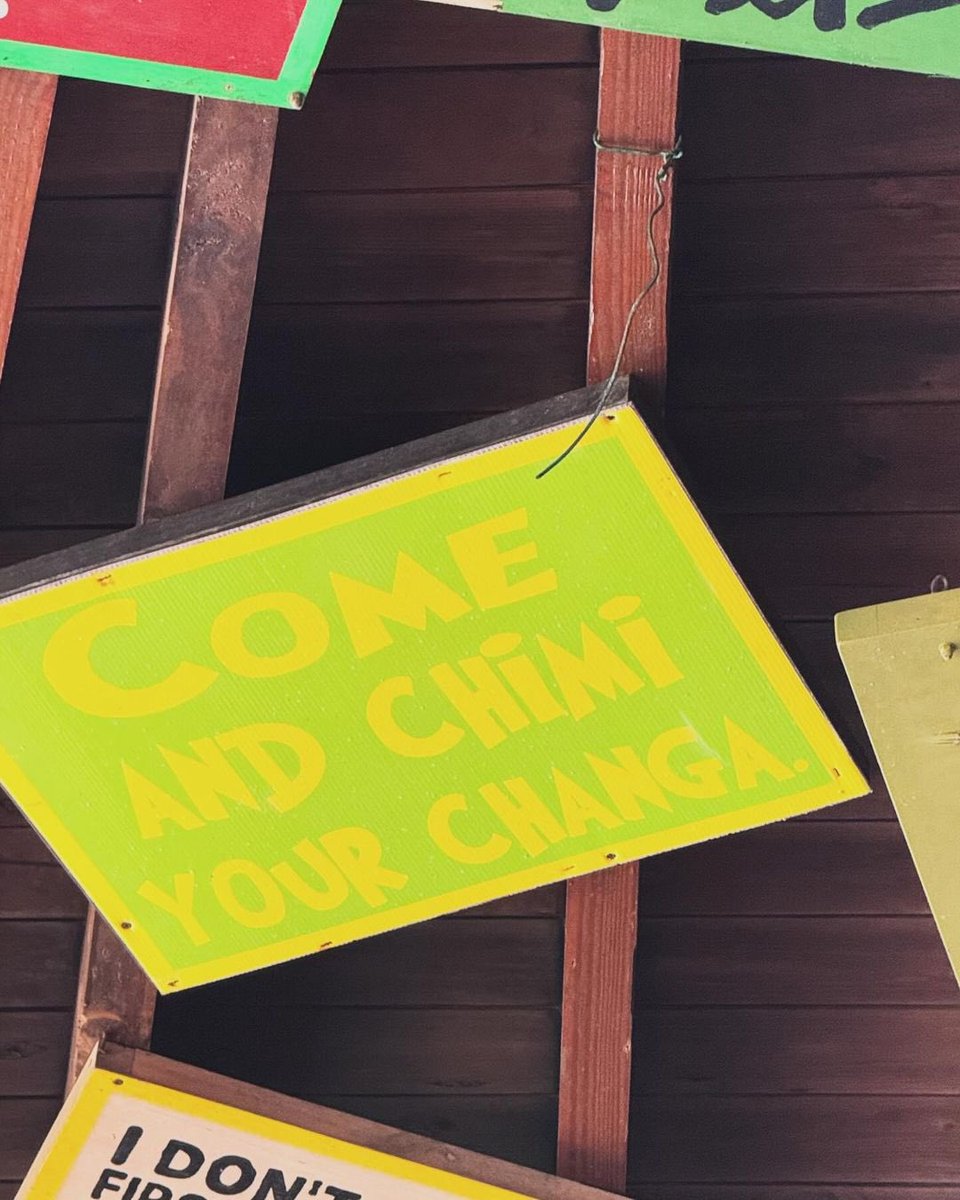 COME
AND CHiMi
YOUR CHANGA.
I DON'T